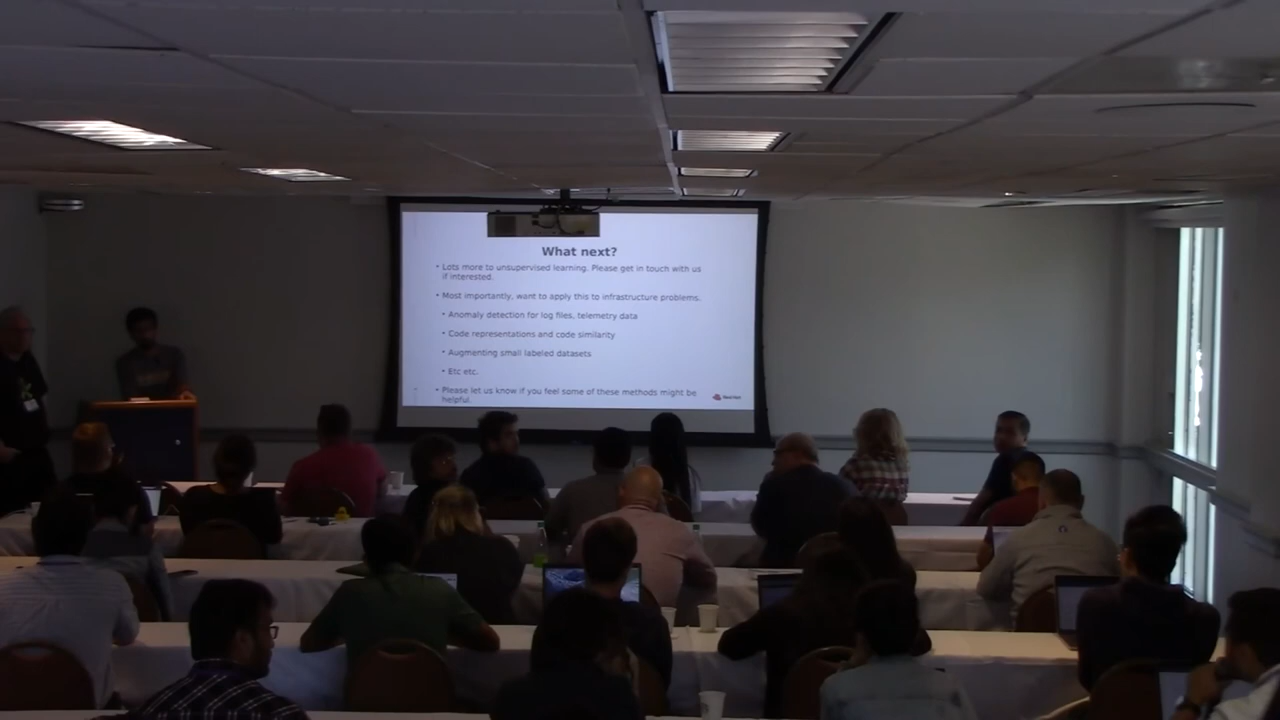 What next?
• Lots more to unsupervised learning. Please get in touch with us
if interested.
• Most importantly, want to apply this to infrastructure problems.
• Anomaly detection for log files, telemetry data
• Code representations and code similarity
• Augmenting small labeled datasets
• Etc etc.
• Please let us know if you feel some of these methods might be
helpful.
Red Hat